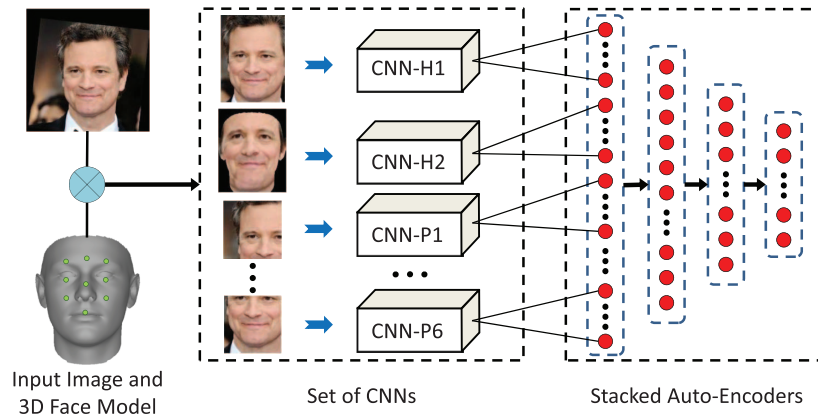 CNN-H1
CNN-H2
CNN-P1
CNN-P6
Input Image and
3D Face Model
Set of CNNs
Stacked Auto-Encoders